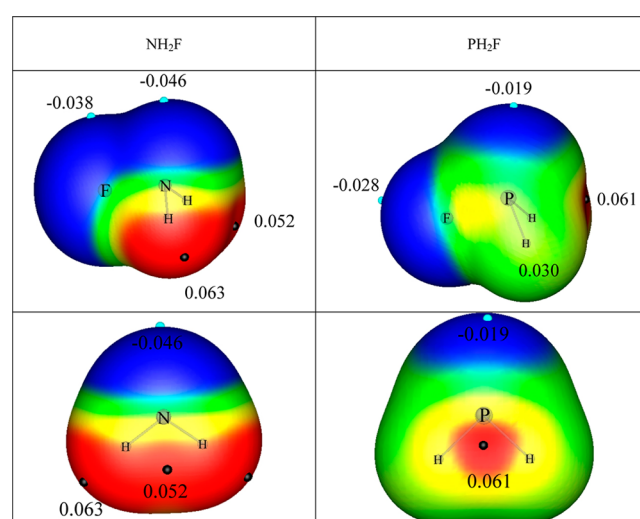 NH₂F
PH₂F
-0.046
-0.038
F
N
H
H
0.052
0.063
-0.019
-0.028
P
F
H
H
0.061
0.030
-0.046
N
H
H
0.052
0.063
-0.019
P
H
H
0.061